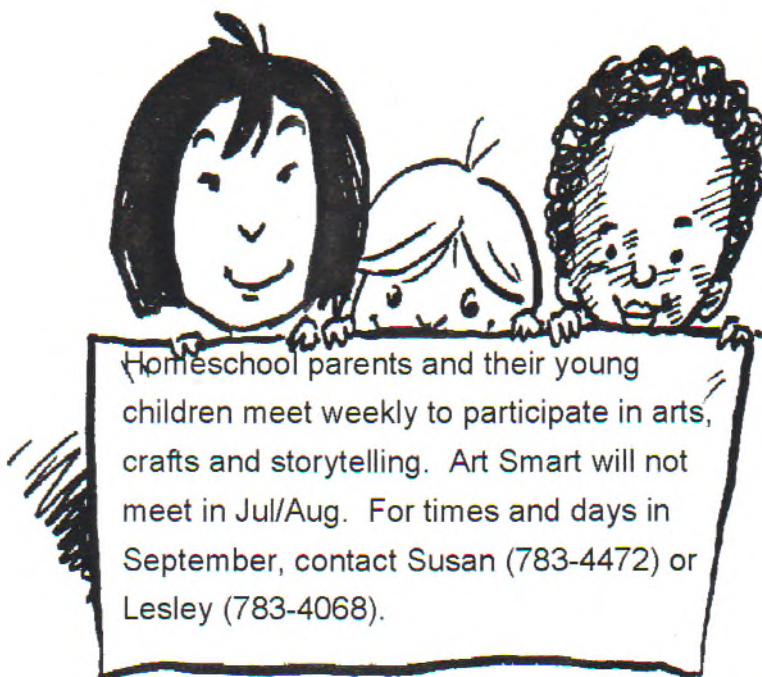 Homeschool parents and their young
children meet weekly to participate in arts,
crafts and storytelling.  Art Smart will not
meet in Jul/Aug.  For times and days in
September, contact Susan (783-4472) or
Lesley (783-4068).